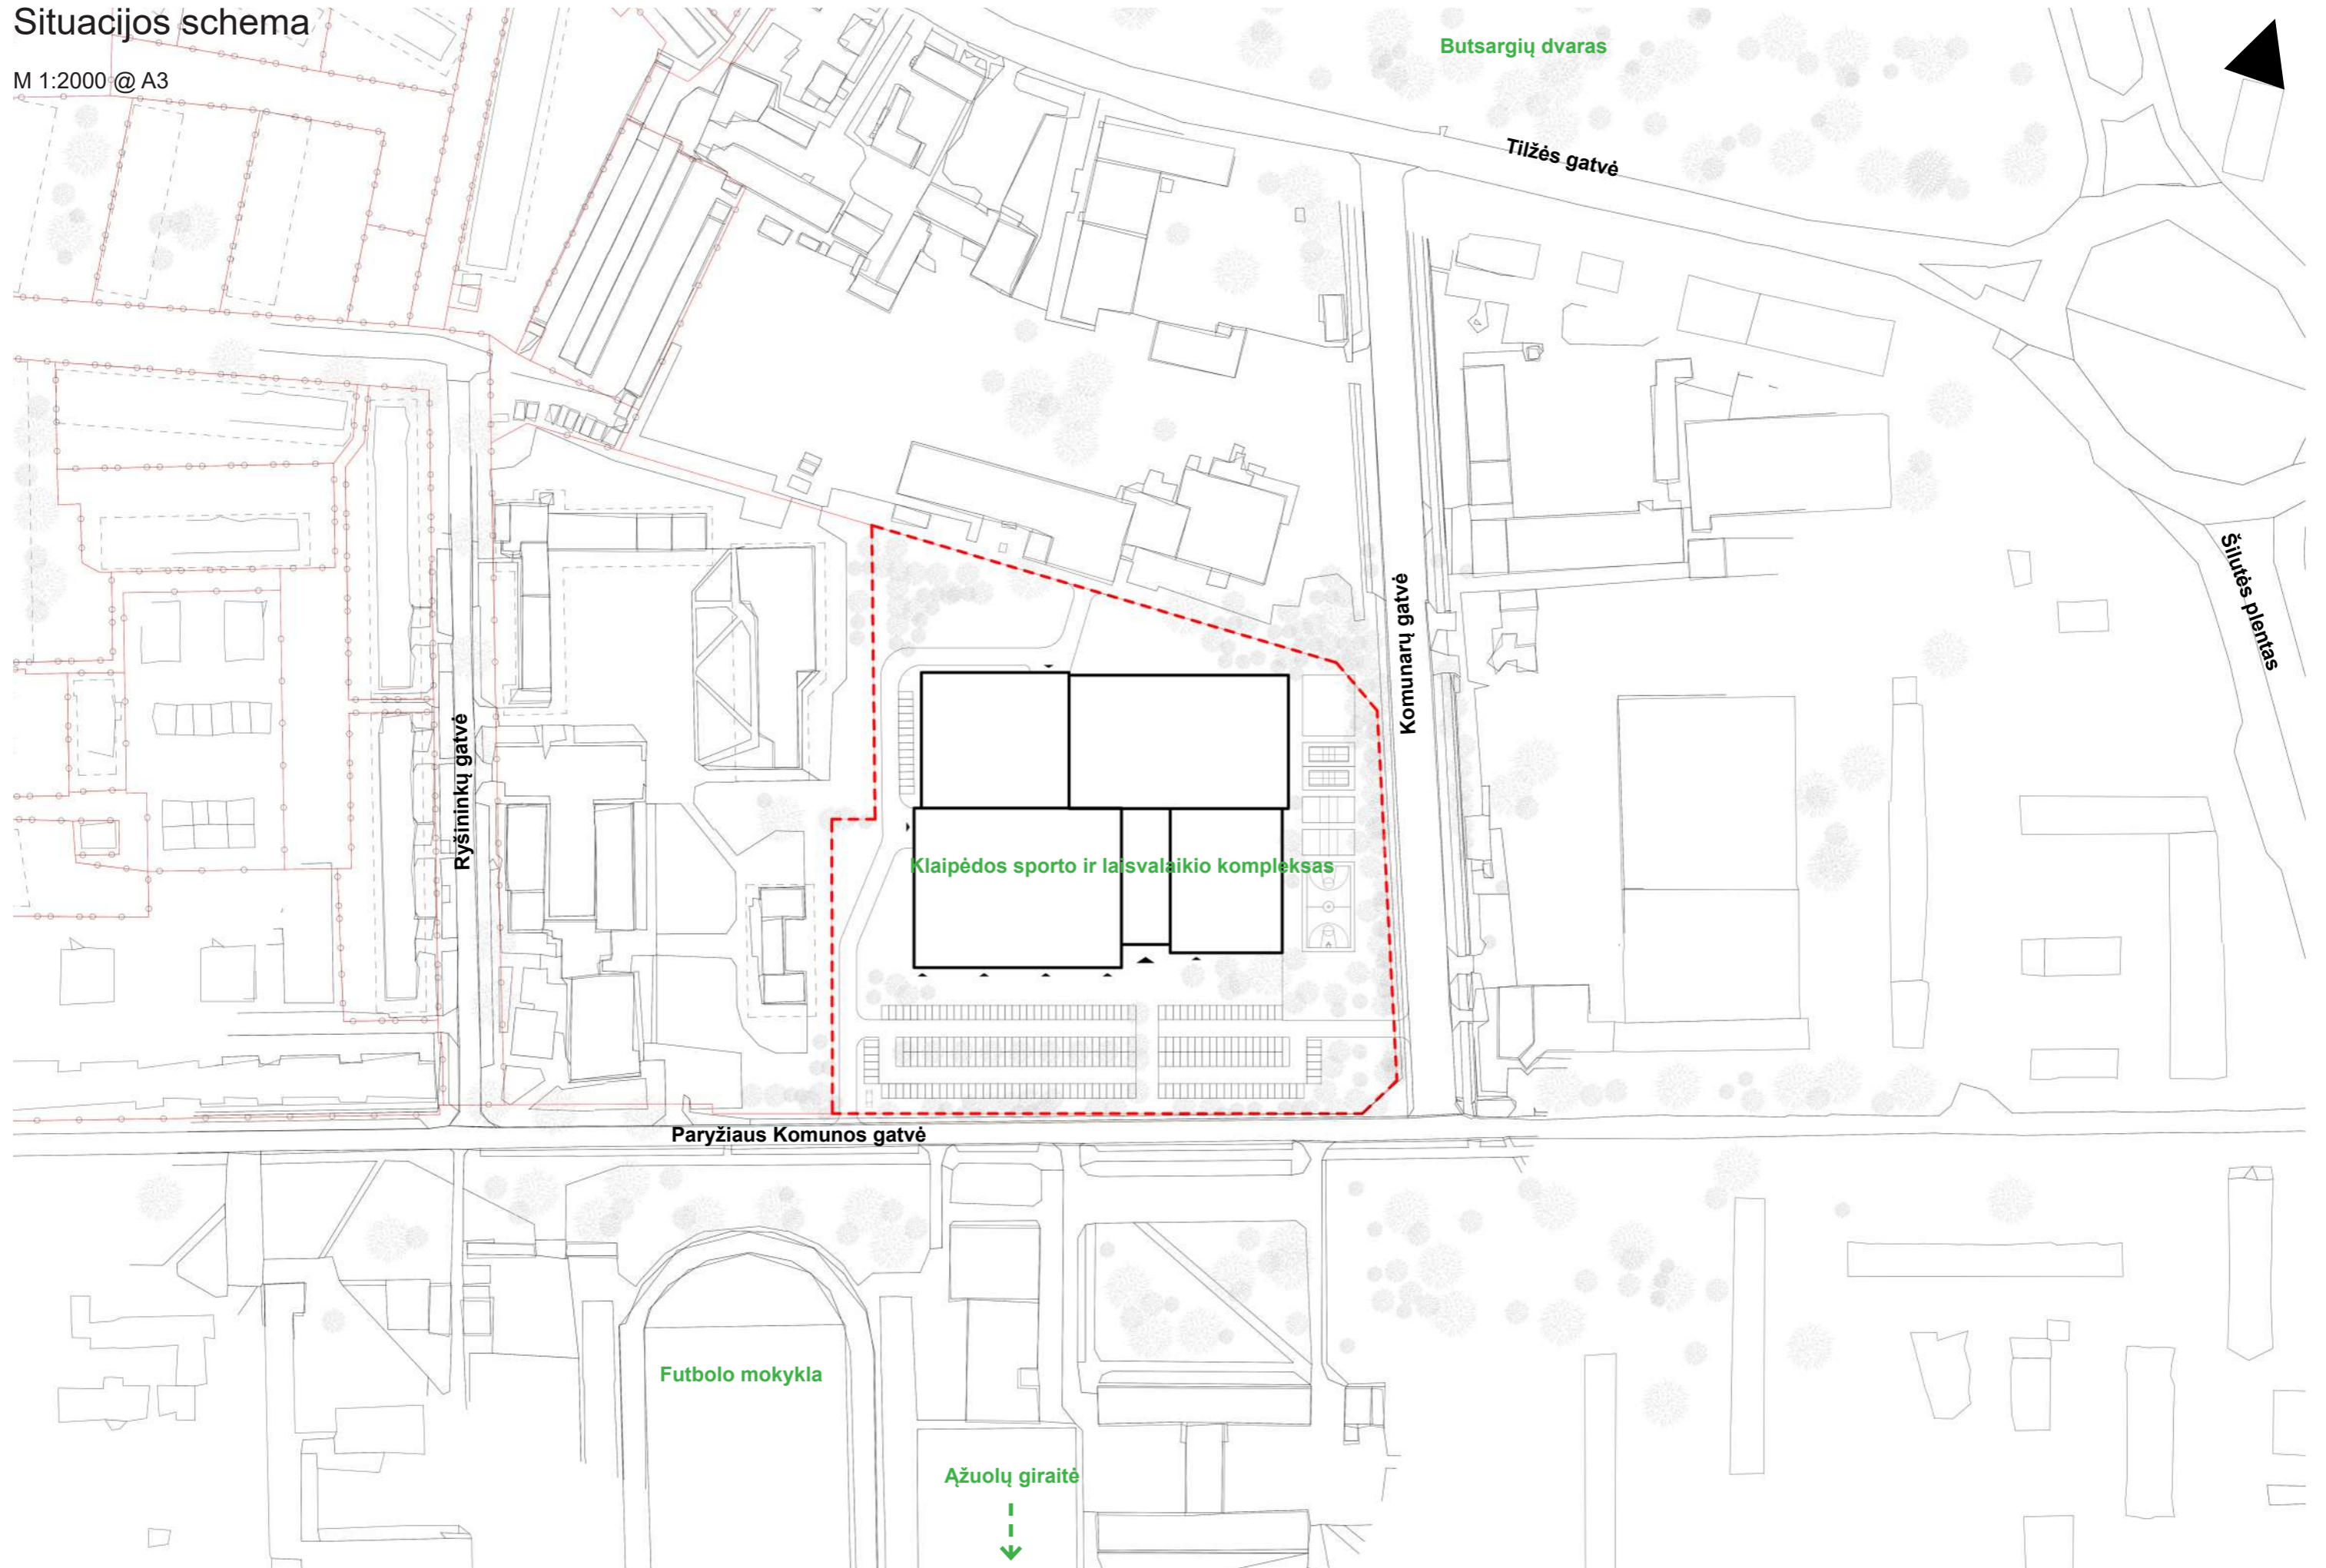 Situacijos schema
M 1:2000 @ A3
Butsargių dvaras
Tilžės gatvė
Šilutės plentas
Komunarų gatvė
Ryšininkų gatvė
Klaipėdos sporto ir laisvalaikio kompleksas
Paryžiaus Komunos gatvė
Futbolo mokykla
Ąžuolų giraitė